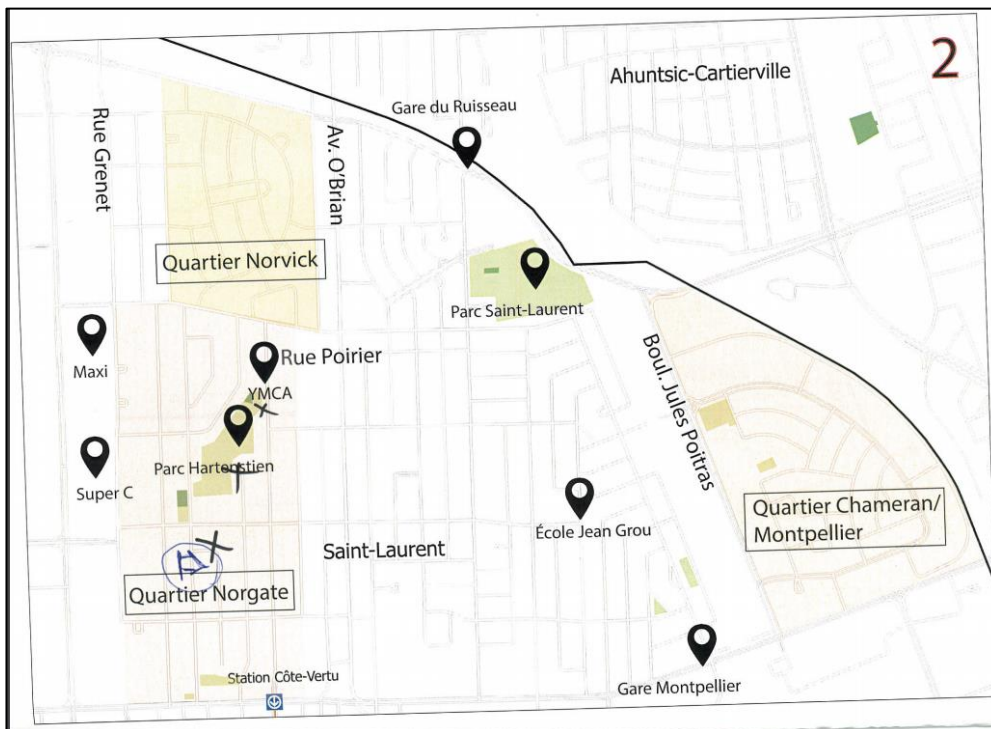 2
Ahuntsic-Cartierville
Gare du Ruisseau
Rue Grenet
Av. O'Brian
Quartier Norvick
Parc Saint-Laurent
Maxi
Rue Poirier
YMCA
Boul. Jules Poitras
Parc Hartenstien
Super C
École Jean Grou
Quartier Chameran/
Montpellier
Saint-Laurent
Quartier Norgate
Station Côte-Vertu
Gare Montpellier